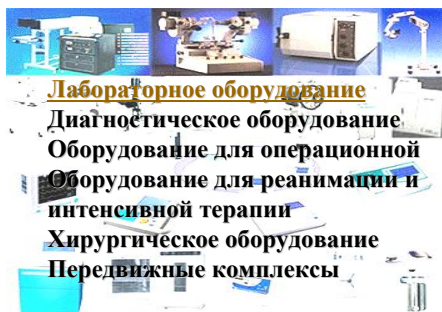 Лабораторное оборудование
Диагностическое оборудование
Оборудование для операционной
Оборудование для реанимации и
интенсивной терапии
Хирургическое оборудование
Передвижные комплексы